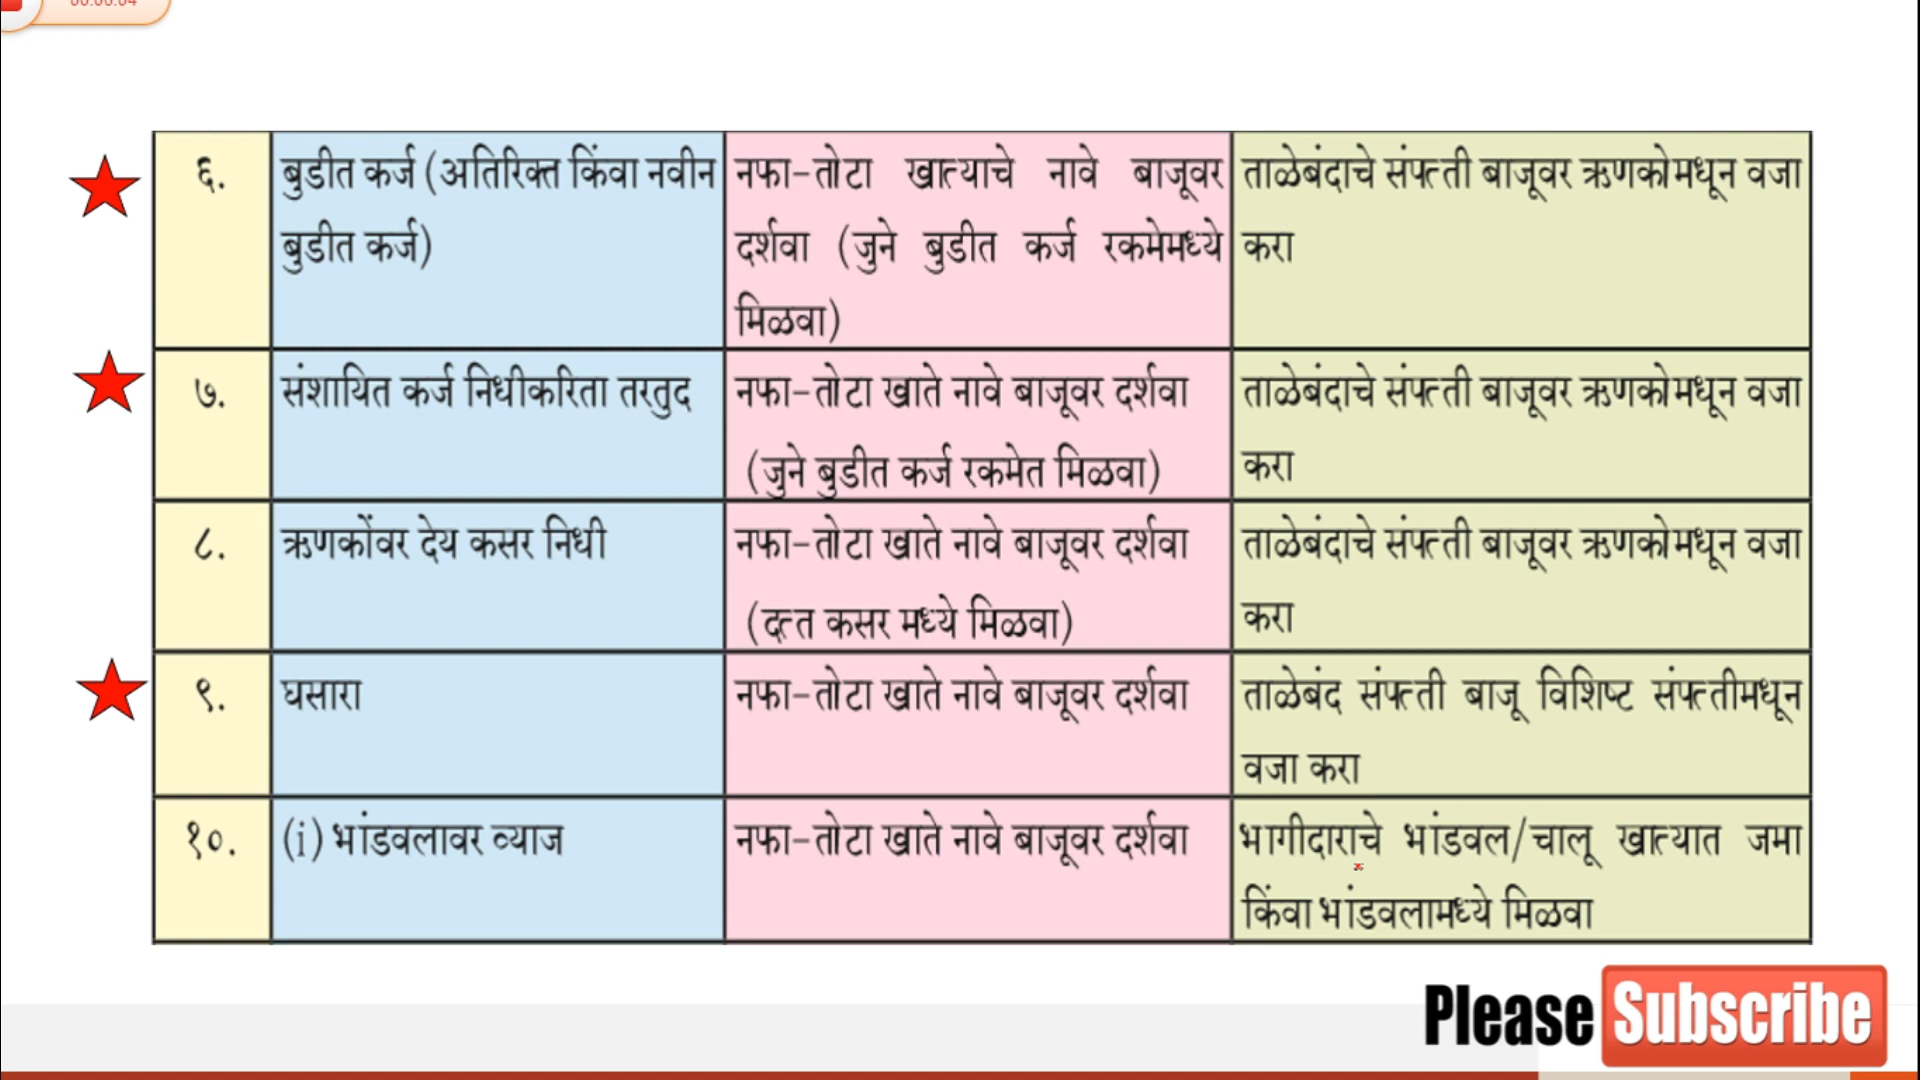 00:00:04
६. बुडीत कर्ज (अतिरिक्त किंवा नवीन
बुडीत कर्ज)
नफा-तोटा खात्याचे नावे बाजूवर
दर्शवा (जुने बुडीत कर्ज रकमेमध्ये
मिळवा)
ताळेबंदाचे संपत्ती बाजूवर ऋणकोमधून वजा
करा
७. संशायित कर्ज निधीकरिता तरतुद
नफा-तोटा खाते नावे बाजूवर दर्शवा
(जुने बुडीत कर्ज रकमेत मिळवा)
ताळेबंदाचे संपत्ती बाजूवर ऋणकोमधून वजा
करा
८. ऋणकोंवर देय कसर निधी
नफा-तोटा खाते नावे बाजूवर दर्शवा
(दत्त कसर मध्ये मिळवा)
ताळेबंदाचे संपत्ती बाजूवर ऋणकोमधून वजा
करा
९. घसारा
नफा-तोटा खाते नावे बाजूवर दर्शवा
ताळेबंद संपत्ती बाजू विशिष्ट संपत्तीमधून
वजा करा
१०. (i) भांडवलावर व्याज
नफा-तोटा खाते नावे बाजूवर दर्शवा
भागीदाराचे भांडवल/चालू खात्यात जमा
किंवा भांडवलामध्ये मिळवा
Please Subscribe